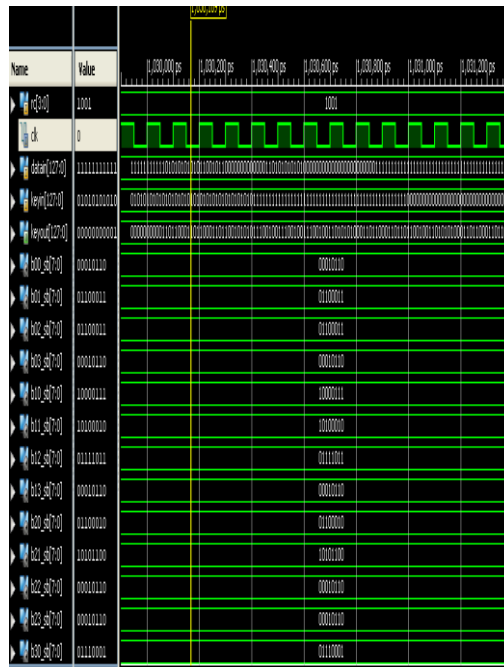 Name
Value
1,030,000 ps
1,030,200 ps
1,030,400 ps
1,030,600 ps
1,030,800 ps
1,031,000 ps
1,031,200 ps
rc[3:0] 1001 1001
clk 0
datain[127:0] 1111111111
keyin[127:0] 0101010101
keyout[127:0] 0000000001
b00_sb[7:0] 00010110 00010110
b01_sb[7:0] 01100011 01100011
b02_sb[7:0] 01100011 01100011
b03_sb[7:0] 00010110 00010110
b10_sb[7:0] 10000111 10000111
b11_sb[7:0] 10100010 10100010
b12_sb[7:0] 01111011 01111011
b13_sb[7:0] 00010110 00010110
b20_sb[7:0] 01100010 01100010
b21_sb[7:0] 10101100 10101100
b22_sb[7:0] 00010110 00010110
b23_sb[7:0] 00010110 00010110
b30_sb[7:0] 01110001 01110001